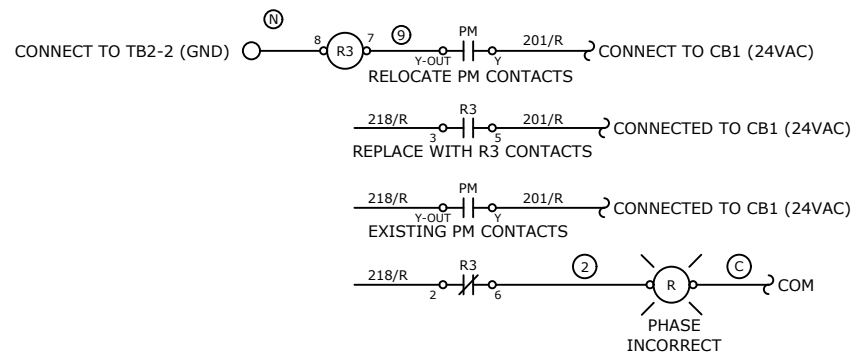 N
CONNECT TO TB2-2 (GND) 8 R3 7 9 Y-OUT PM Y 201/R CONNECT TO CB1 (24VAC)
RELOCATE PM CONTACTS
218/R 3 R3 5 201/R CONNECTED TO CB1 (24VAC)
REPLACE WITH R3 CONTACTS
218/R Y-OUT PM Y 201/R CONNECTED TO CB1 (24VAC)
EXISTING PM CONTACTS
218/R 2 R3 6 2 R C COM
PHASE
INCORRECT